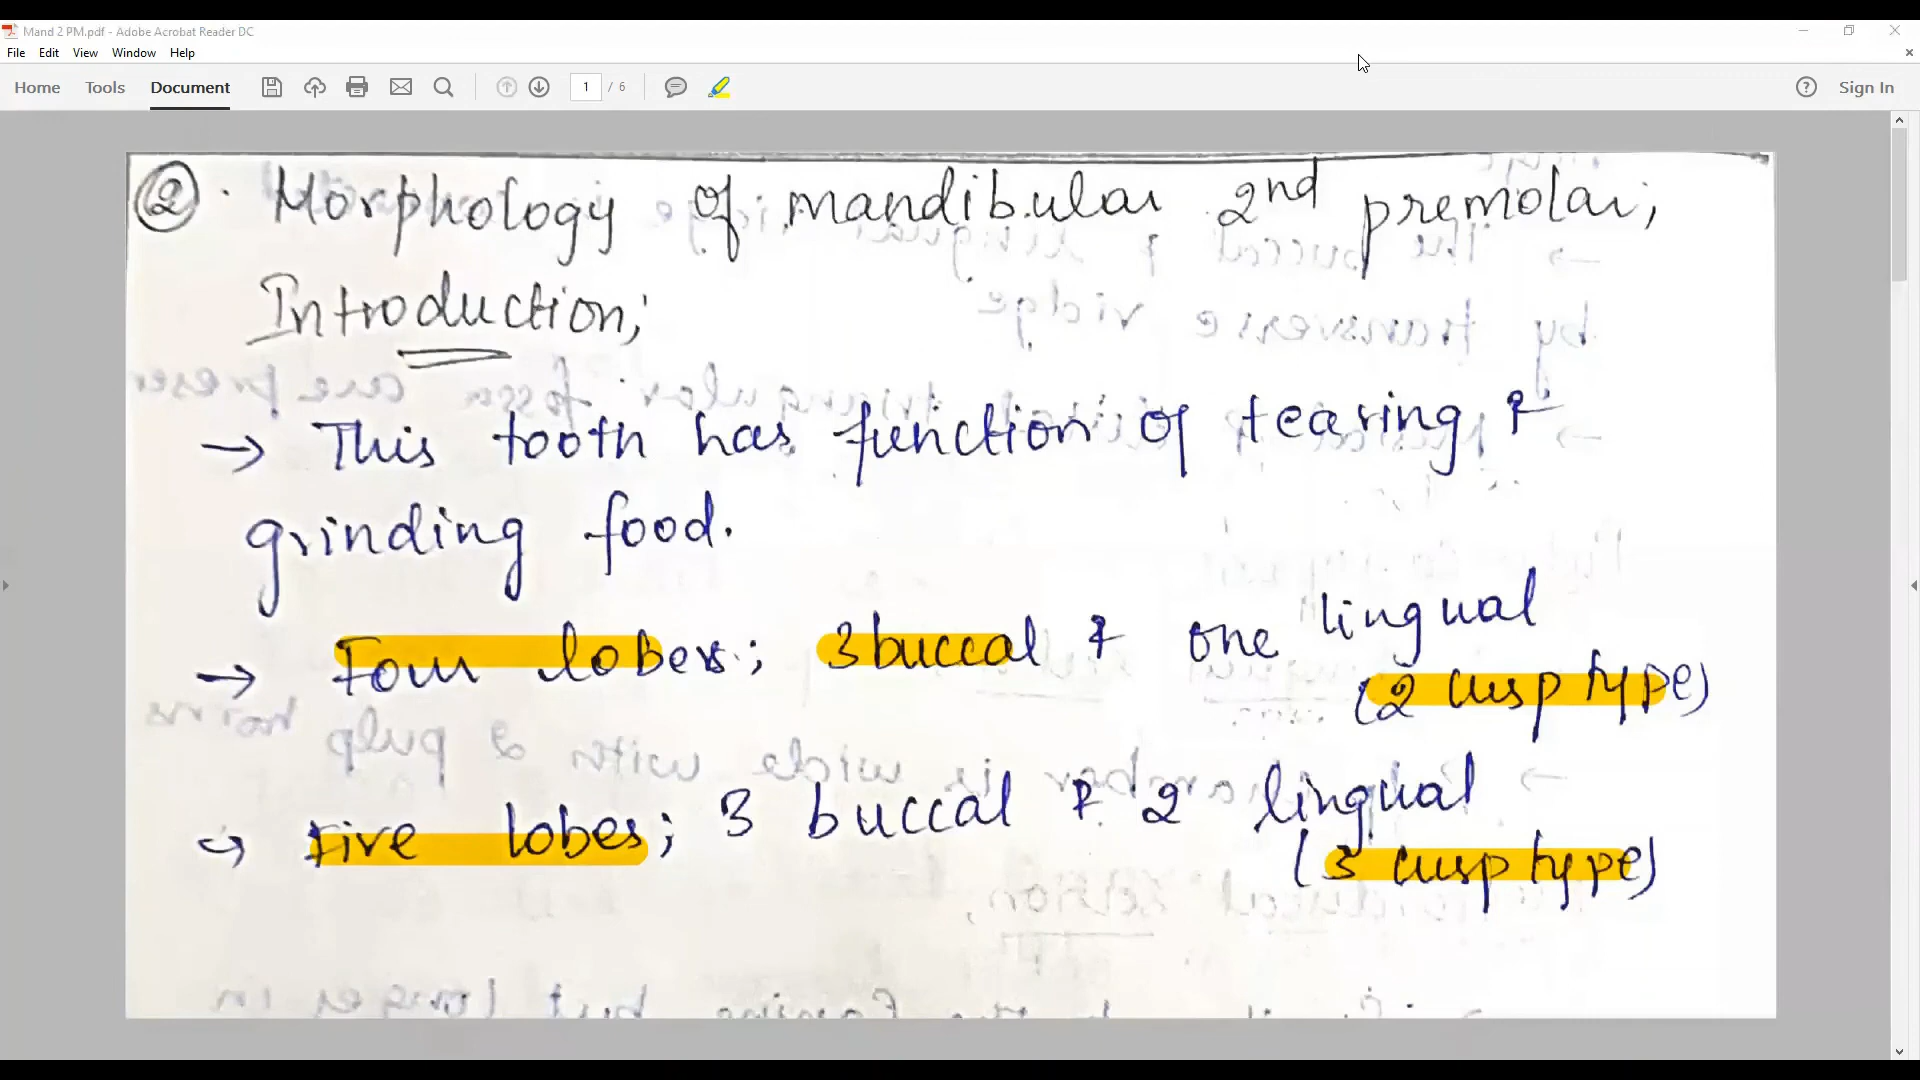 Mand 2 PM.pdf - Adobe Acrobat Reader DC
File Edit View Window Help
Home Tools Document 1 / 6 Sign In
② . Morphology of mandibular 2nd premolar;
Introduction;
→ This tooth has function of tearing &
grinding food.
→ Four lobes; 3 buccal & one lingual
(2 cusp type)
→ Five lobes; 3 buccal & 2 lingual
(3 cusp type)